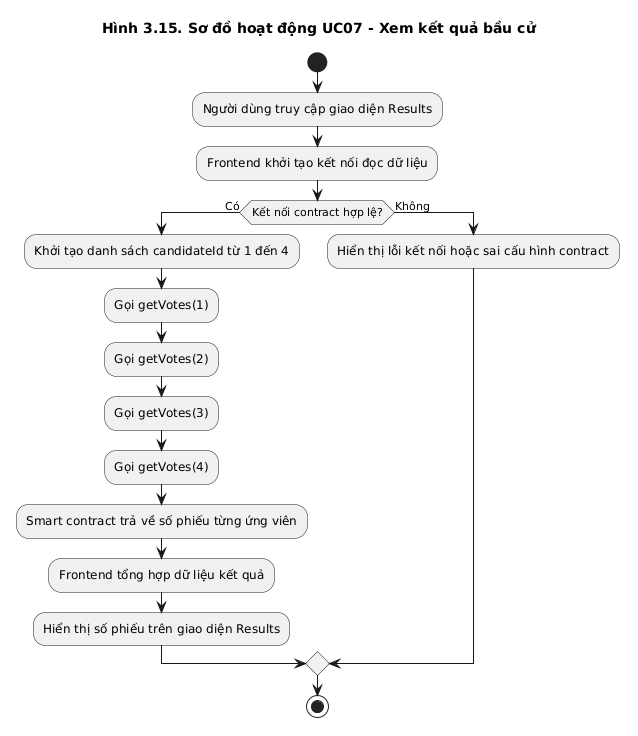 Hình 3.15. Sơ đồ hoạt động UC07 - Xem kết quả bầu cử
Người dùng truy cập giao diện Results
Frontend khởi tạo kết nối đọc dữ liệu
Kết nối contract hợp lệ?
Có
Không
Khởi tạo danh sách candidateId từ 1 đến 4
Hiển thị lỗi kết nối hoặc sai cấu hình contract
Gọi getVotes(1)
Gọi getVotes(2)
Gọi getVotes(3)
Gọi getVotes(4)
Smart contract trả về số phiếu từng ứng viên
Frontend tổng hợp dữ liệu kết quả
Hiển thị số phiếu trên giao diện Results